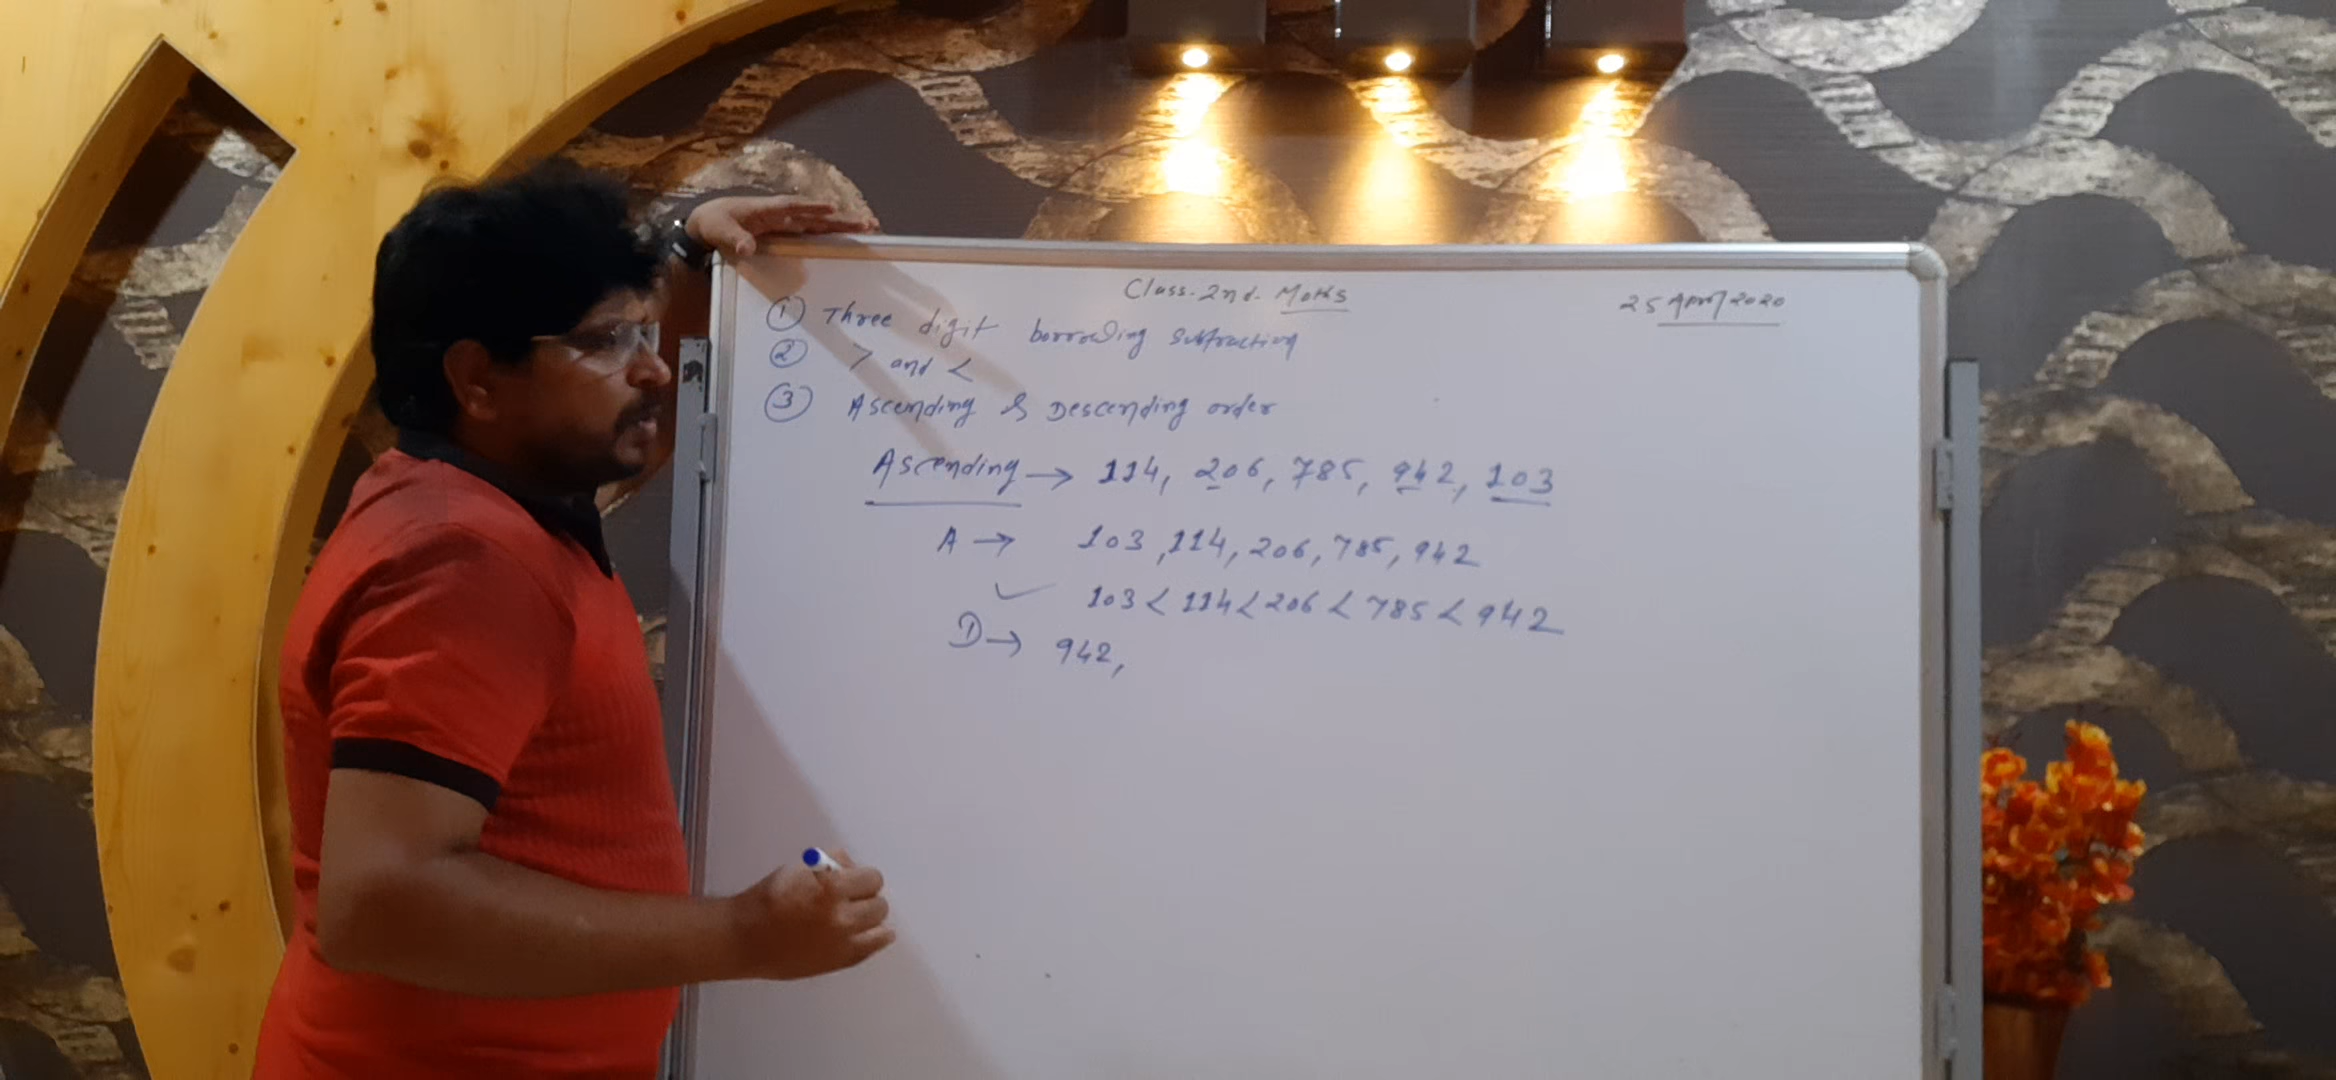 Class-2nd-Maths
25 April 2020
① Three digit borrowing Subtraction
② > and <
③ Ascending & Descending order
Ascending → 114, 206, 785, 942, 103
A → 103, 114, 206, 785, 942
✓ 103 < 114 < 206 < 785 < 942
D → 942,